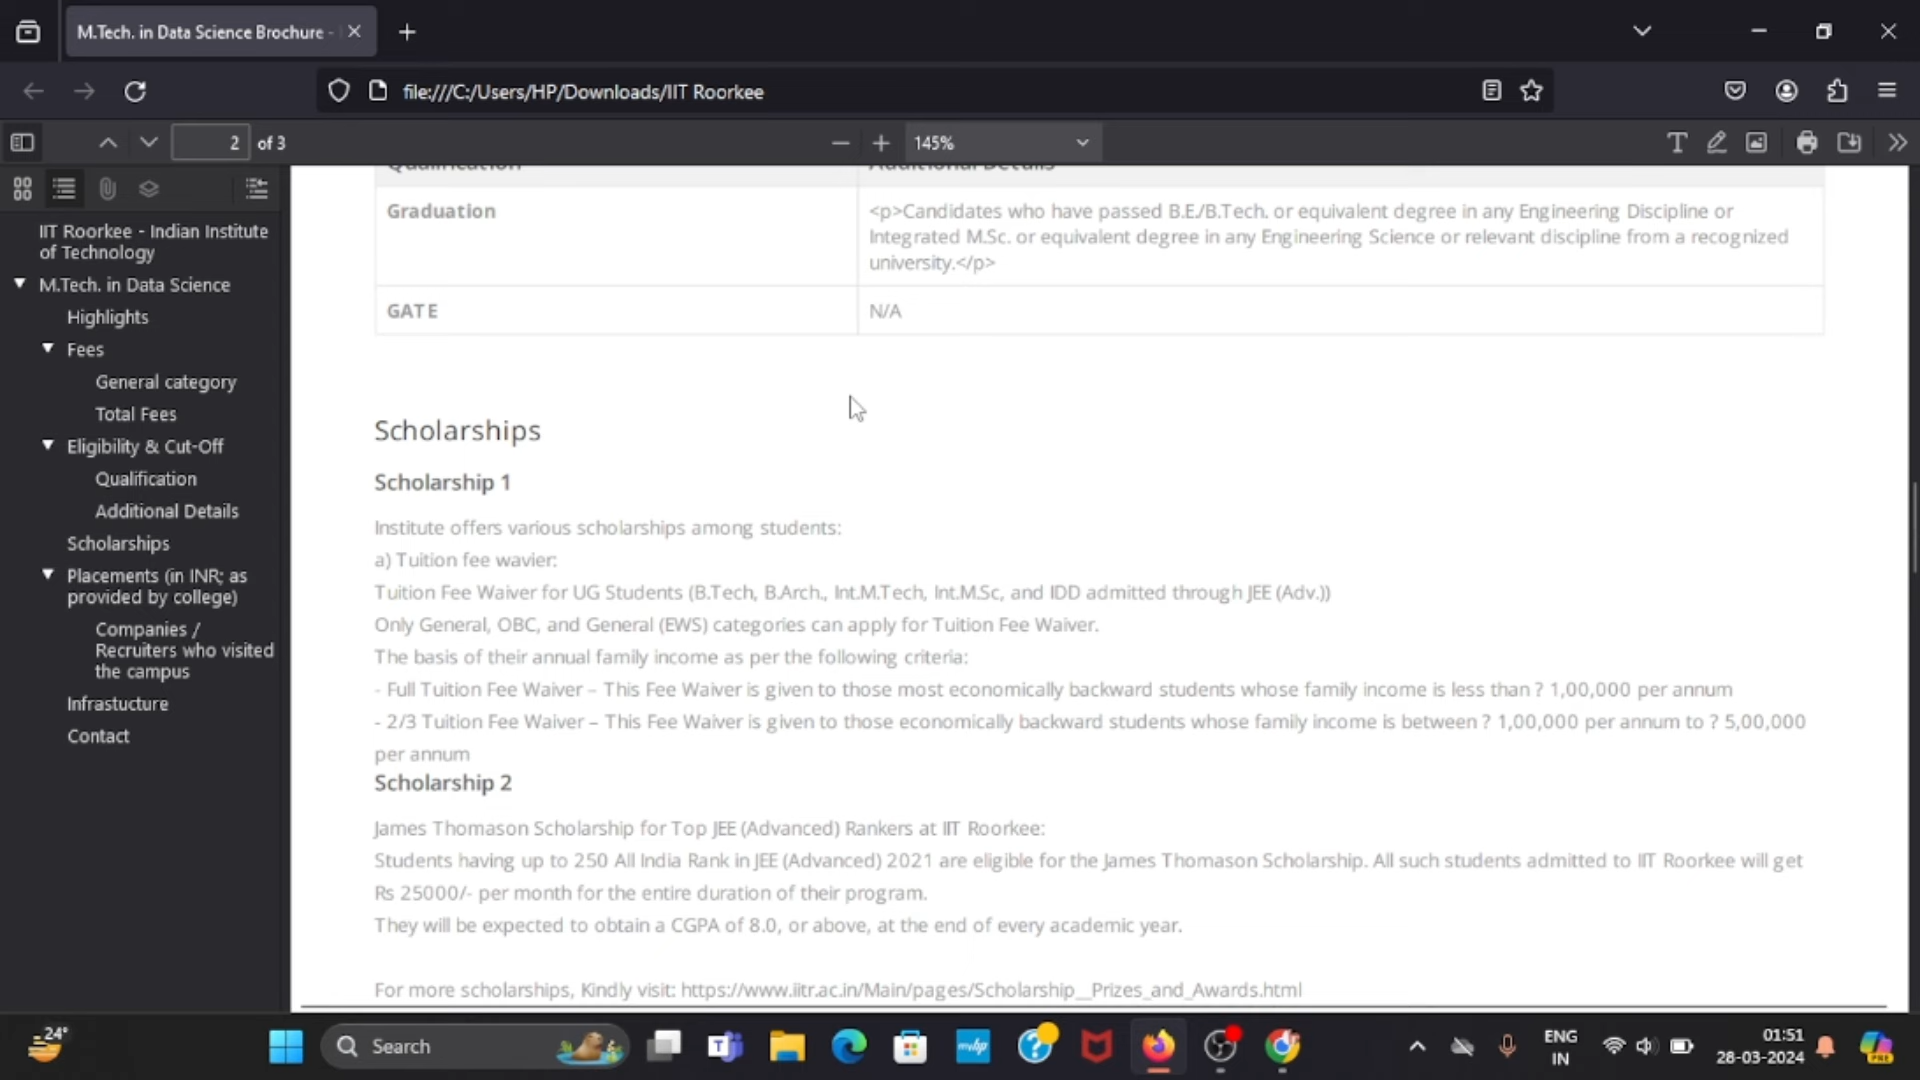 M.Tech. in Data Science Brochure -
file:///C:/Users/HP/Downloads/IIT Roorkee
2 of 3
145%
IIT Roorkee - Indian Institute
of Technology
M.Tech. in Data Science
Highlights
Fees
General category
Total Fees
Eligibility & Cut-Off
Qualification
Additional Details
Scholarships
Placements (in INR; as
provided by college)
Companies /
Recruiters who visited
the campus
Infrastucture
Contact
Qualification Additional Details
Graduation
<p>Candidates who have passed B.E./B.Tech. or equivalent degree in any Engineering Discipline or
Integrated M.Sc. or equivalent degree in any Engineering Science or relevant discipline from a recognized
university.</p>
GATE N/A
Scholarships
Scholarship 1
Institute offers various scholarships among students:
a) Tuition fee wavier:
Tuition Fee Waiver for UG Students (B.Tech, B.Arch., Int.M.Tech, Int.M.Sc, and IDD admitted through JEE (Adv.))
Only General, OBC, and General (EWS) categories can apply for Tuition Fee Waiver.
The basis of their annual family income as per the following criteria:
- Full Tuition Fee Waiver – This Fee Waiver is given to those most economically backward students whose family income is less than ? 1,00,000 per annum
- 2/3 Tuition Fee Waiver – This Fee Waiver is given to those economically backward students whose family income is between ? 1,00,000 per annum to ? 5,00,000
per annum
Scholarship 2
James Thomason Scholarship for Top JEE (Advanced) Rankers at IIT Roorkee:
Students having up to 250 All India Rank in JEE (Advanced) 2021 are eligible for the James Thomason Scholarship. All such students admitted to IIT Roorkee will get
Rs 25000/- per month for the entire duration of their program.
They will be expected to obtain a CGPA of 8.0, or above, at the end of every academic year.
For more scholarships, Kindly visit: https://www.iitr.ac.in/Main/pages/Scholarship__Prizes_and_Awards.html
24°
Search
myhp
ENG
IN
01:51
28-03-2024
PRE